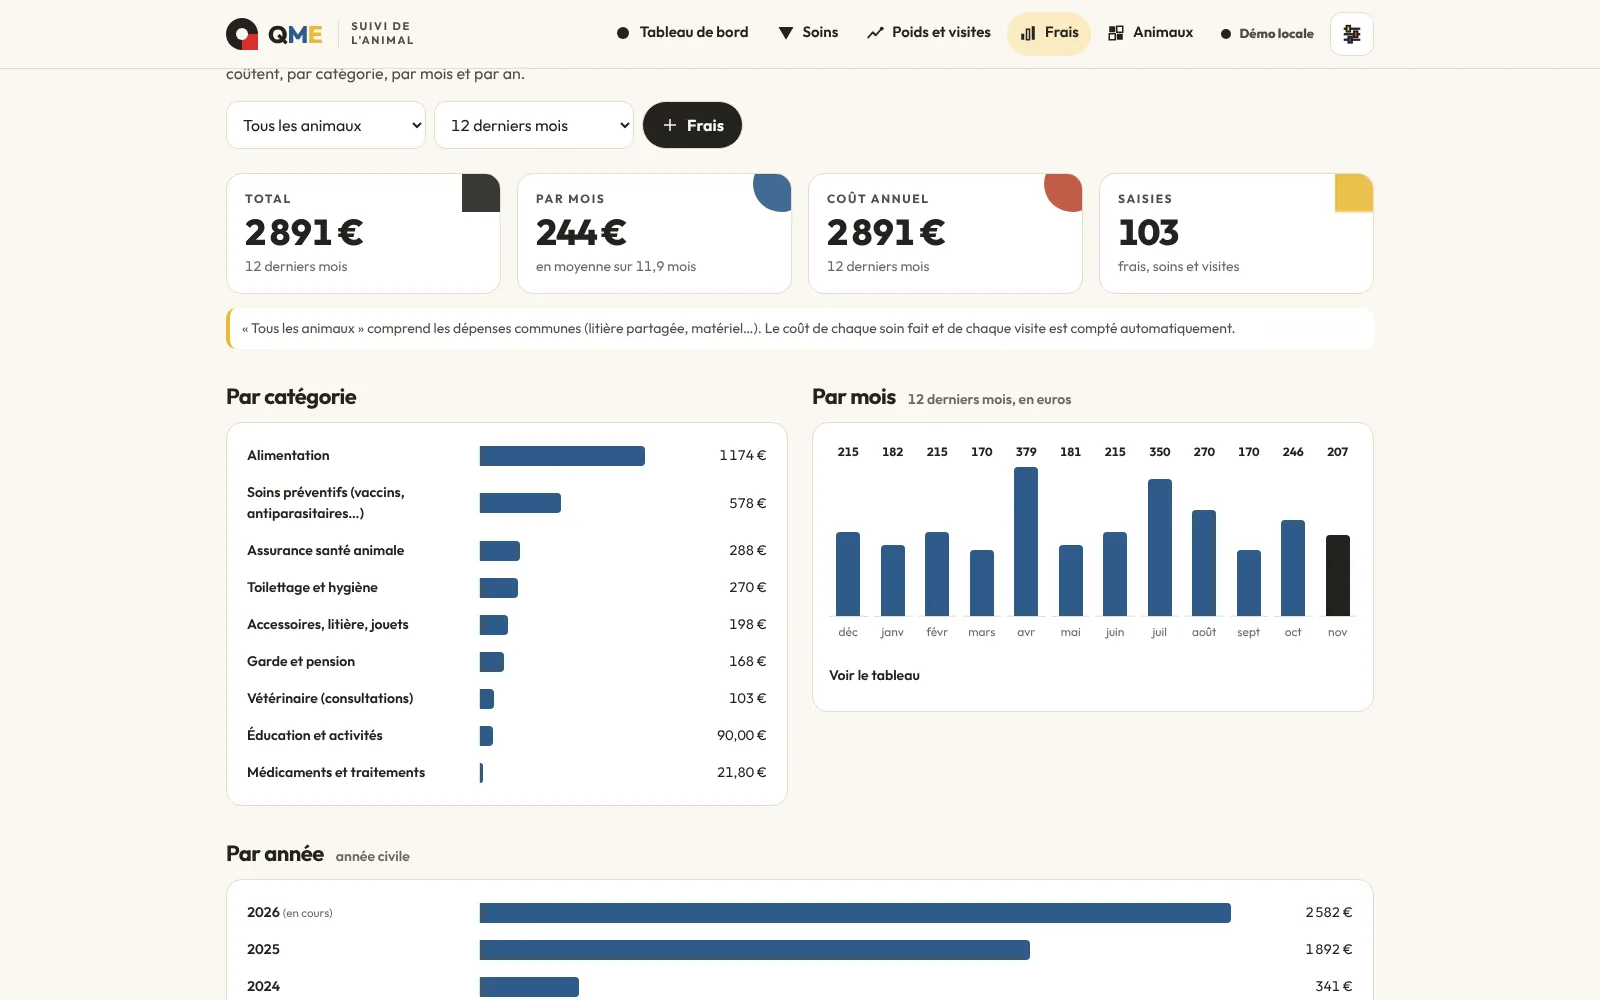 QME
SUIVI DE
L'ANIMAL
Tableau de bord
Soins
Poids et visites
Frais
Animaux
Démo locale
coûtent, par catégorie, par mois et par an.
Tous les animaux
12 derniers mois
+ Frais
TOTAL
2 891 €
12 derniers mois
PAR MOIS
244 €
en moyenne sur 11,9 mois
COÛT ANNUEL
2 891 €
12 derniers mois
SAISIES
103
frais, soins et visites
« Tous les animaux » comprend les dépenses communes (litière partagée, matériel…). Le coût de chaque soin fait et de chaque visite est compté automatiquement.
Par catégorie
Alimentation 1 174 €
Soins préventifs (vaccins,
antiparasitaires…) 578 €
Assurance santé animale 288 €
Toilettage et hygiène 270 €
Accessoires, litière, jouets 198 €
Garde et pension 168 €
Vétérinaire (consultations) 103 €
Éducation et activités 90,00 €
Médicaments et traitements 21,80 €
Par mois 12 derniers mois, en euros
215 182 215 170 379 181 215 350 270 170 246 207
déc janv févr mars avr mai juin juil août sept oct nov
Voir le tableau
Par année année civile
2026 (en cours) 2 582 €
2025 1 892 €
2024 341 €